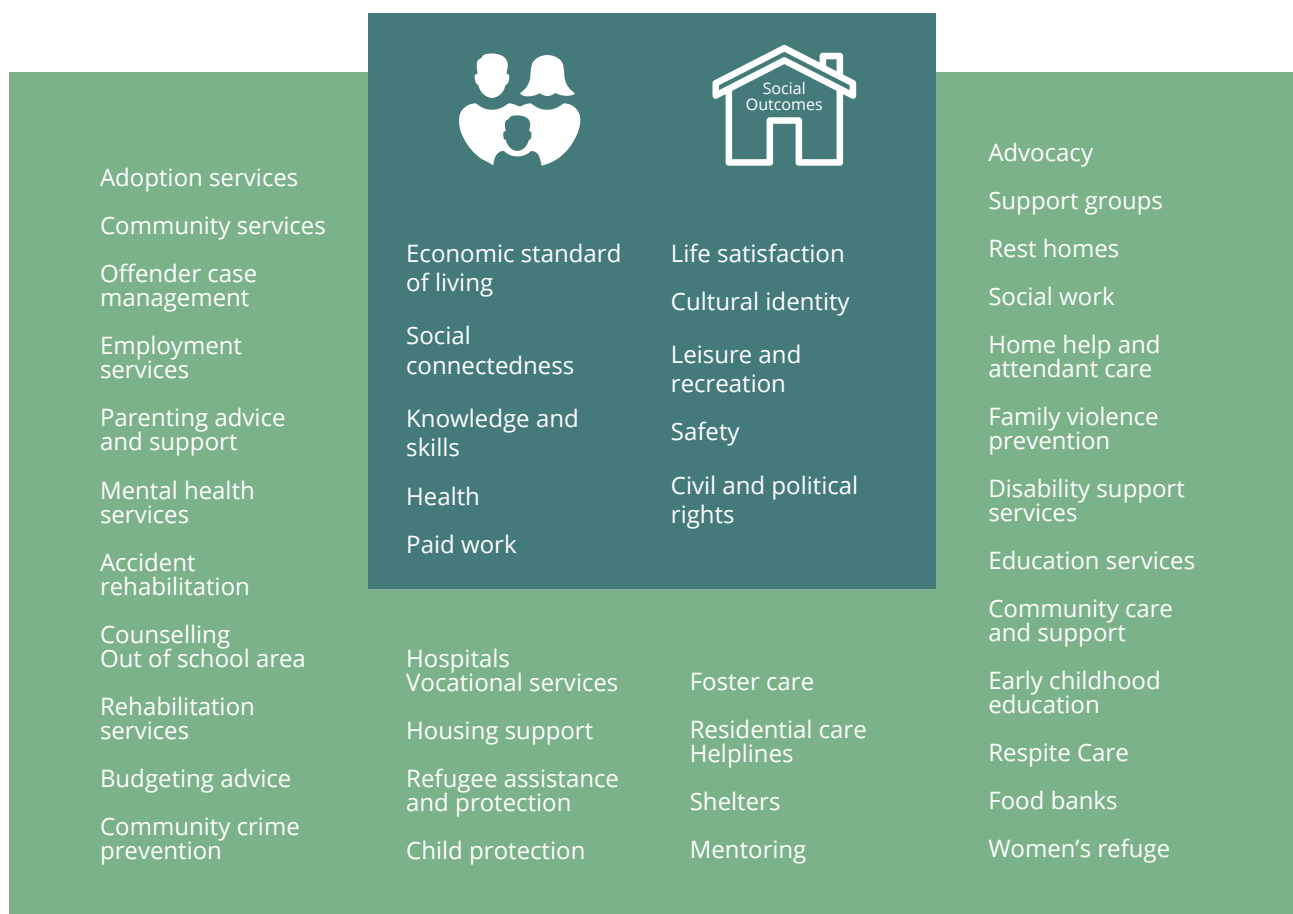 Social
Outcomes
Adoption services
Community services
Offender case
management
Employment
services
Parenting advice
and support
Mental health
services
Accident
rehabilitation
Counselling
Out of school area
Rehabilitation
services
Budgeting advice
Community crime
prevention
Economic standard
of living
Social
connectedness
Knowledge and
skills
Health
Paid work
Life satisfaction
Cultural identity
Leisure and
recreation
Safety
Civil and political
rights
Hospitals
Vocational services
Housing support
Refugee assistance
and protection
Child protection
Foster care
Residential care
Helplines
Shelters
Mentoring
Advocacy
Support groups
Rest homes
Social work
Home help and
attendant care
Family violence
prevention
Disability support
services
Education services
Community care
and support
Early childhood
education
Respite Care
Food banks
Women’s refuge